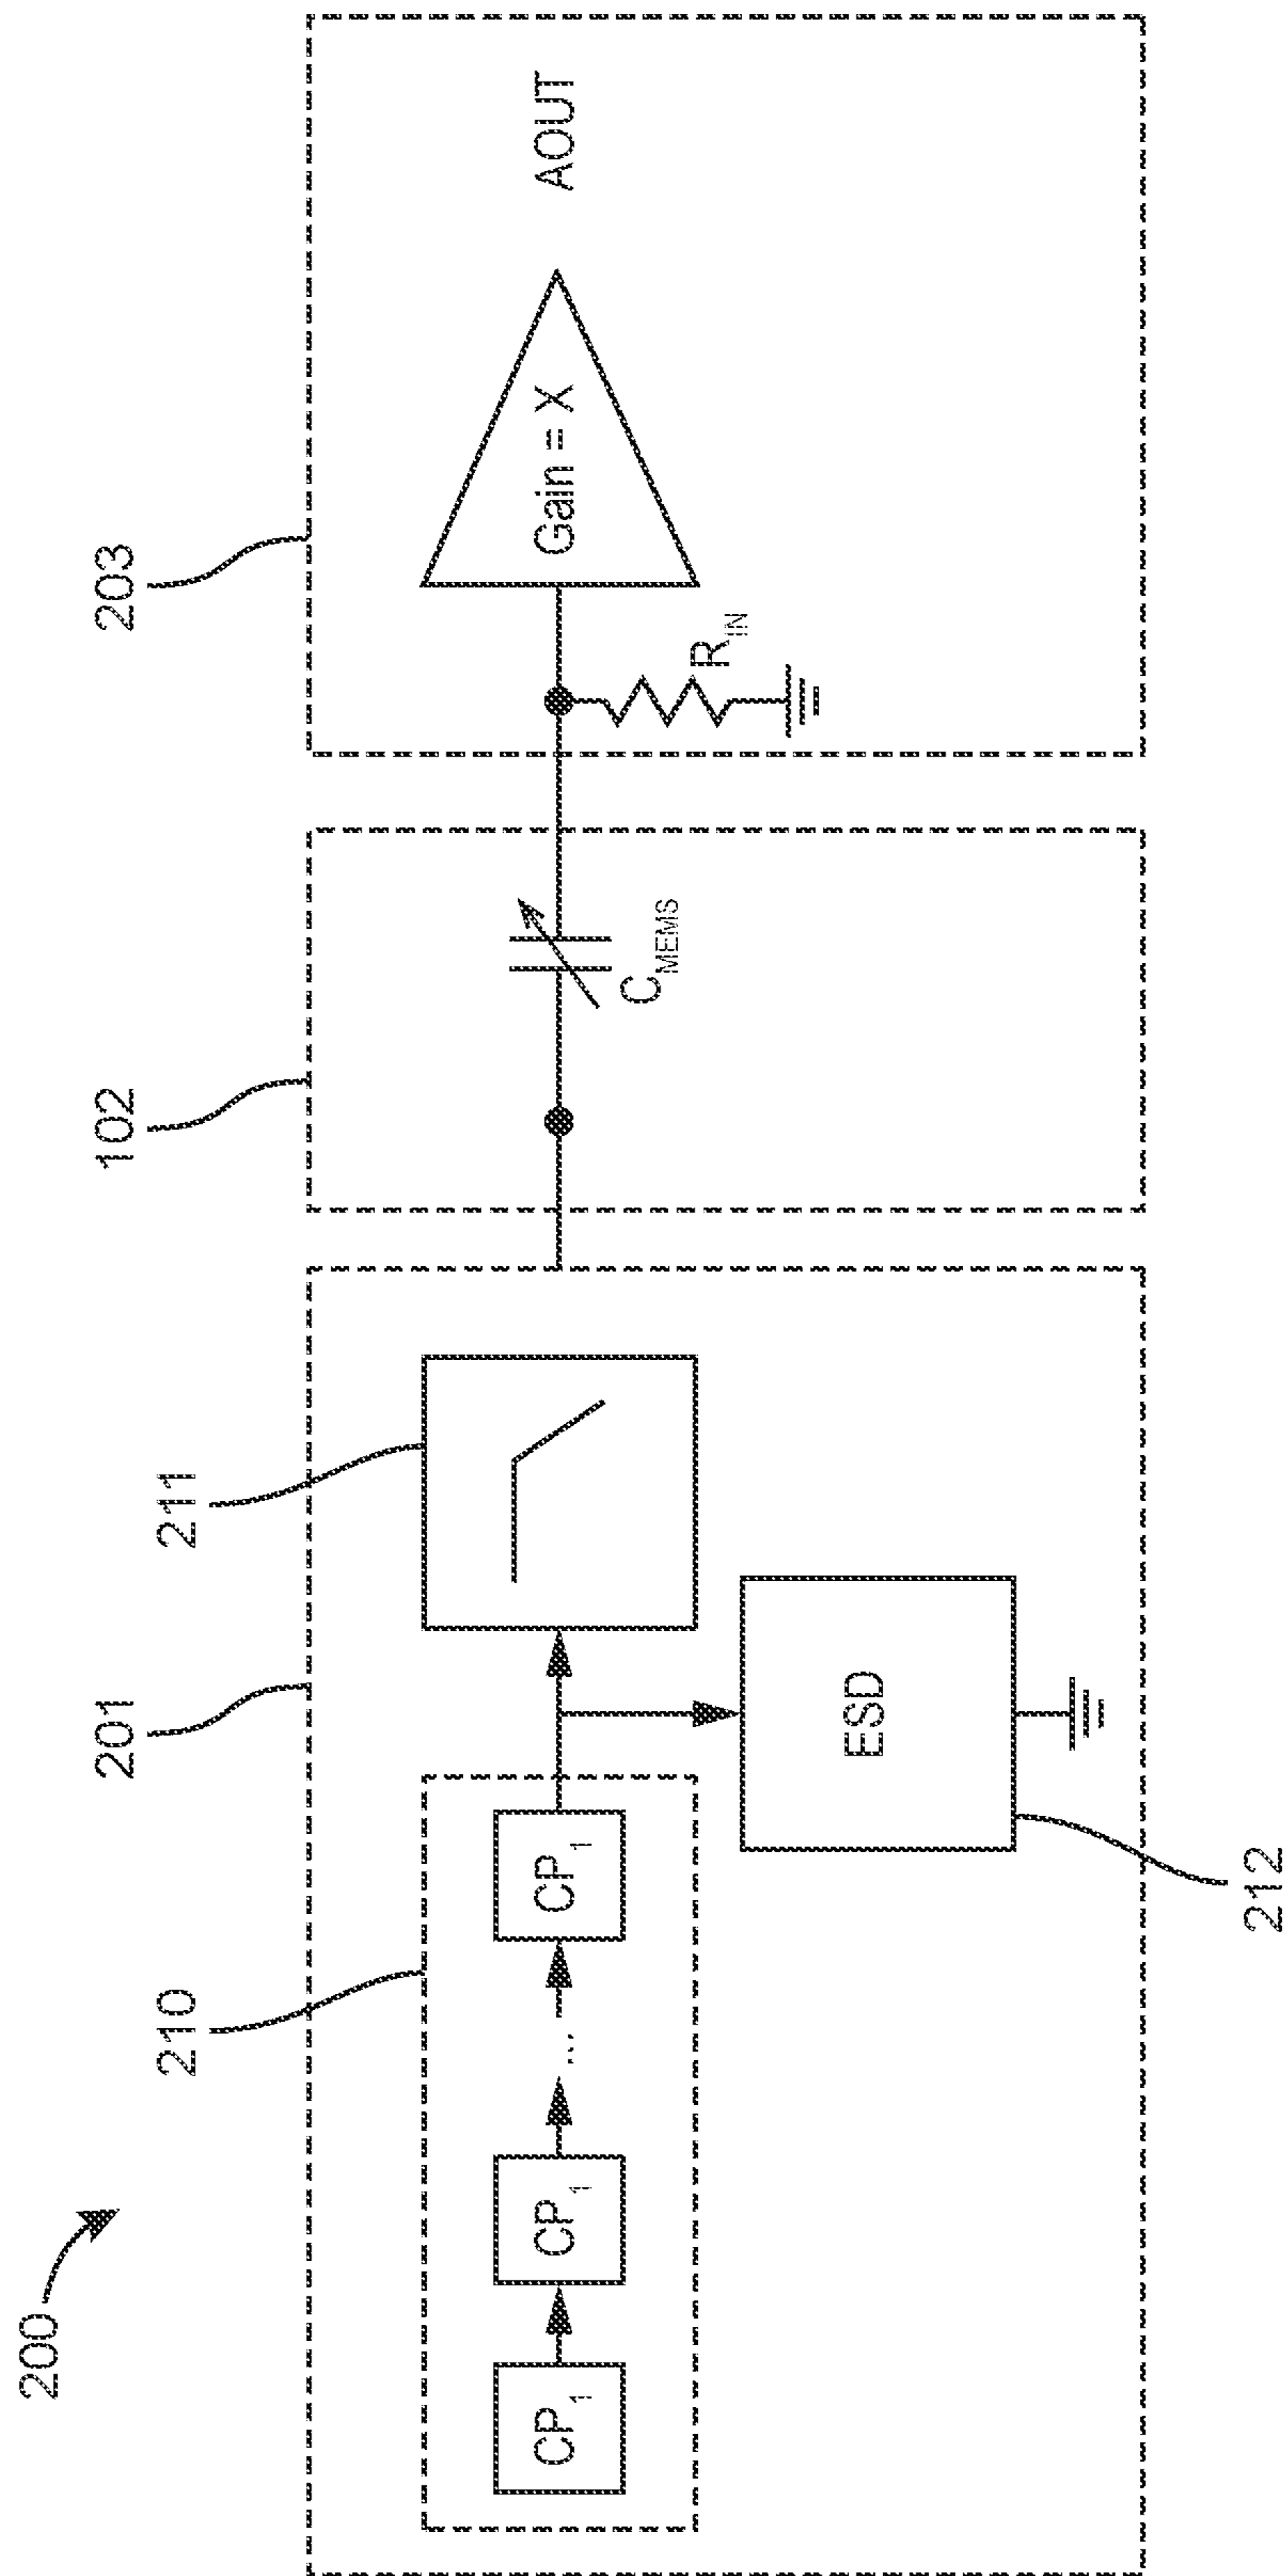 200
201
102
203
210
211
CP1
CP1
...
CP1
ESD
212
CMEMS
RIN
Gain = X
AOUT